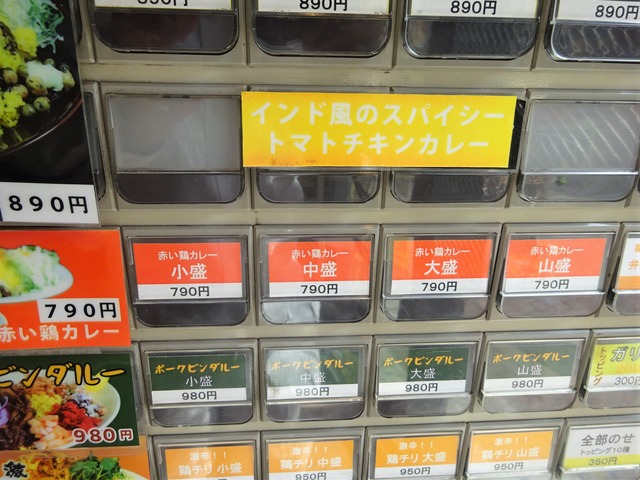 890円
890円
890円
890円
インド風のスパイシー
トマトチキンカレー
890円
赤い鶏カレー
小盛
790円
赤い鶏カレー
中盛
790円
赤い鶏カレー
大盛
790円
赤い鶏カレー
山盛
790円
790円
赤い鶏カレー
ポークビンダルー
小盛
980円
ポークビンダルー
中盛
980円
ポークビンダルー
大盛
980円
ポークビンダルー
山盛
980円
トッピング
300円
ビンダルー
980円
激辛!!
鶏チリ 小盛
950円
激辛!!
鶏チリ 中盛
950円
激辛!!
鶏チリ 大盛
950円
激辛!!
鶏チリ 山盛
950円
全部のせ
トッピング10種
350円